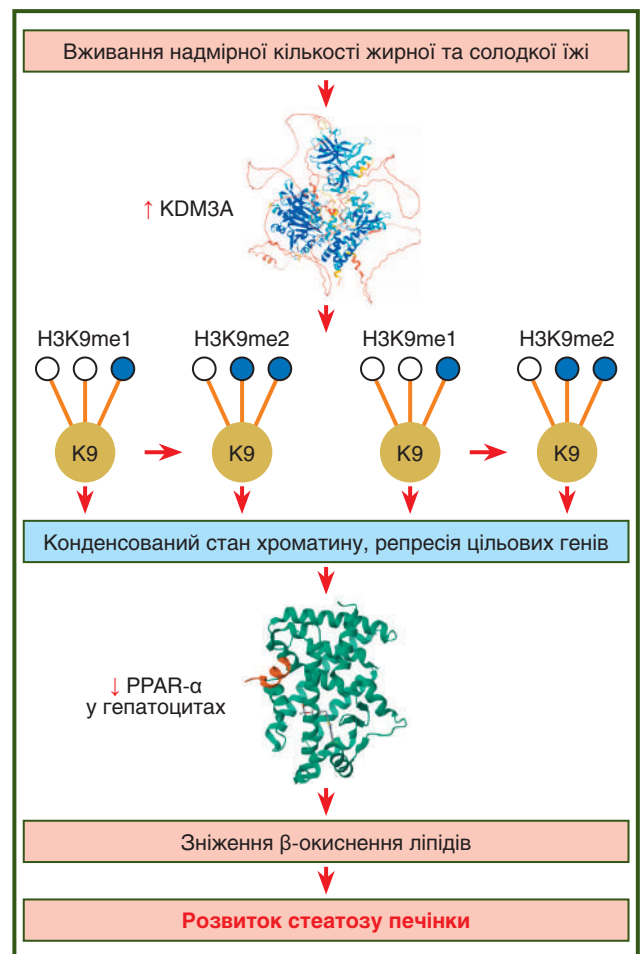 Вживання надмірної кількості жирної та солодкої їжі
↑ KDM3A
H3K9me1 H3K9me2 H3K9me1 H3K9me2
K9 K9 K9 K9
Конденсований стан хроматину, репресія цільових генів
↓ PPAR-α
у гепатоцитах
Зніження β-окиснення ліпідів
Розвиток стеатозу печінки